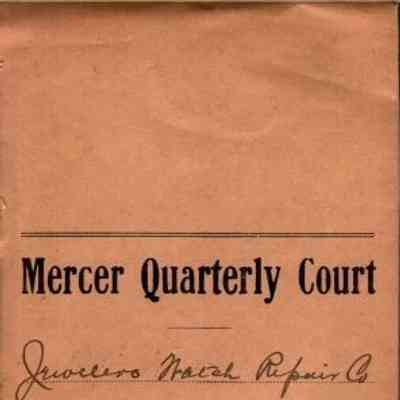 Mercer Quarterly Court
Jewelers Watch Repair Co